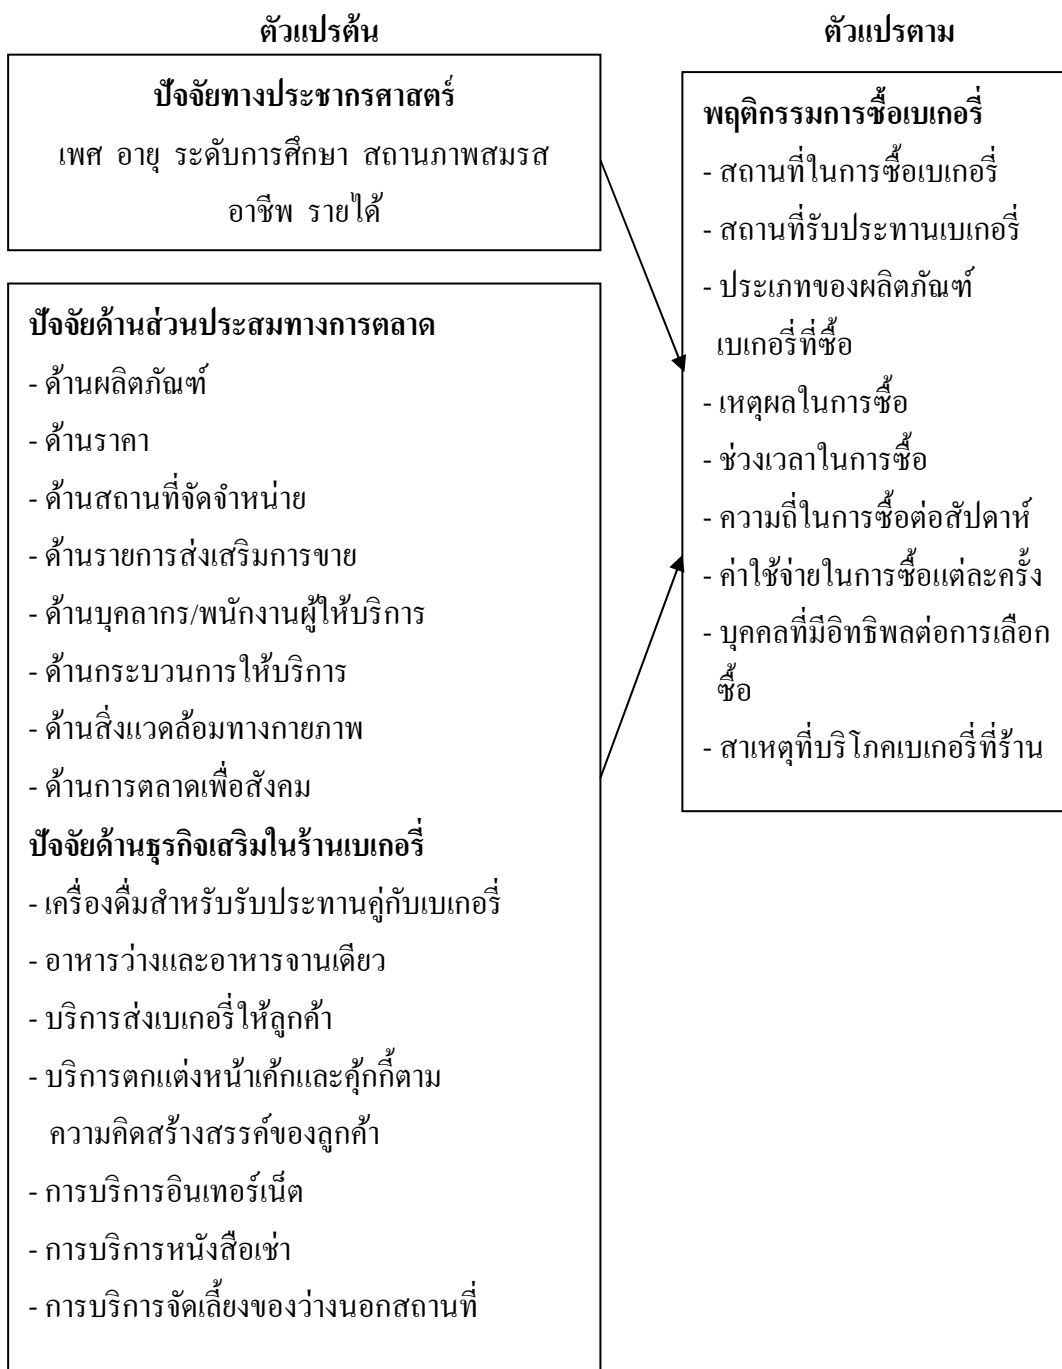 ตัวแปรต้น
ปัจจัยทางประชากรศาสตร์
เพศ อายุ ระดับการศึกษา สถานภาพสมรส
อาชีพ รายได้
ปัจจัยด้านส่วนประสมทางการตลาด
- ด้านผลิตภัณฑ์
- ด้านราคา
- ด้านสถานที่จัดจำหน่าย
- ด้านรายการส่งเสริมการขาย
- ด้านบุคลากร/พนักงานผู้ให้บริการ
- ด้านกระบวนการให้บริการ
- ด้านสิ่งแวดล้อมทางกายภาพ
- ด้านการตลาดเพื่อสังคม
ปัจจัยด้านธุรกิจเสริมในร้านเบเกอรี่
- เครื่องดื่มสำหรับรับประทานคู่กับเบเกอรี่
- อาหารว่างและอาหารจานเดียว
- บริการส่งเบเกอรี่ให้ลูกค้า
- บริการตกแต่งหน้าเค้กและคุ้กกี้ตาม
ความคิดสร้างสรรค์ของลูกค้า
- การบริการอินเทอร์เน็ต
- การบริการหนังสือเช่า
- การบริการจัดเลี้ยงของว่างนอกสถานที่
ตัวแปรตาม
พฤติกรรมการซื้อเบเกอรี่
- สถานที่ในการซื้อเบเกอรี่
- สถานที่รับประทานเบเกอรี่
- ประเภทของผลิตภัณฑ์
เบเกอรี่ที่ซื้อ
- เหตุผลในการซื้อ
- ช่วงเวลาในการซื้อ
- ความถี่ในการซื้อต่อสัปดาห์
- ค่าใช้จ่ายในการซื้อแต่ละครั้ง
- บุคคลที่มีอิทธิพลต่อการเลือก
ซื้อ
- สาเหตุที่บริโภคเบเกอรี่ที่ร้าน